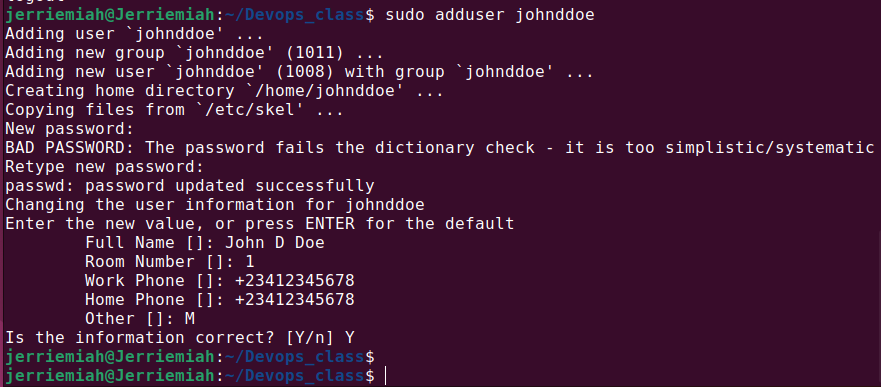 logout
jerriemiah@Jerriemiah:~/Devops_class$ sudo adduser johnddoe
Adding user `johnddoe' ...
Adding new group `johnddoe' (1011) ...
Adding new user `johnddoe' (1008) with group `johnddoe' ...
Creating home directory `/home/johnddoe' ...
Copying files from `/etc/skel' ...
New password:
BAD PASSWORD: The password fails the dictionary check - it is too simplistic/systematic
Retype new password:
passwd: password updated successfully
Changing the user information for johnddoe
Enter the new value, or press ENTER for the default
        Full Name []: John D Doe
        Room Number []: 1
        Work Phone []: +23412345678
        Home Phone []: +23412345678
        Other []: M
Is the information correct? [Y/n] Y
jerriemiah@Jerriemiah:~/Devops_class$
jerriemiah@Jerriemiah:~/Devops_class$